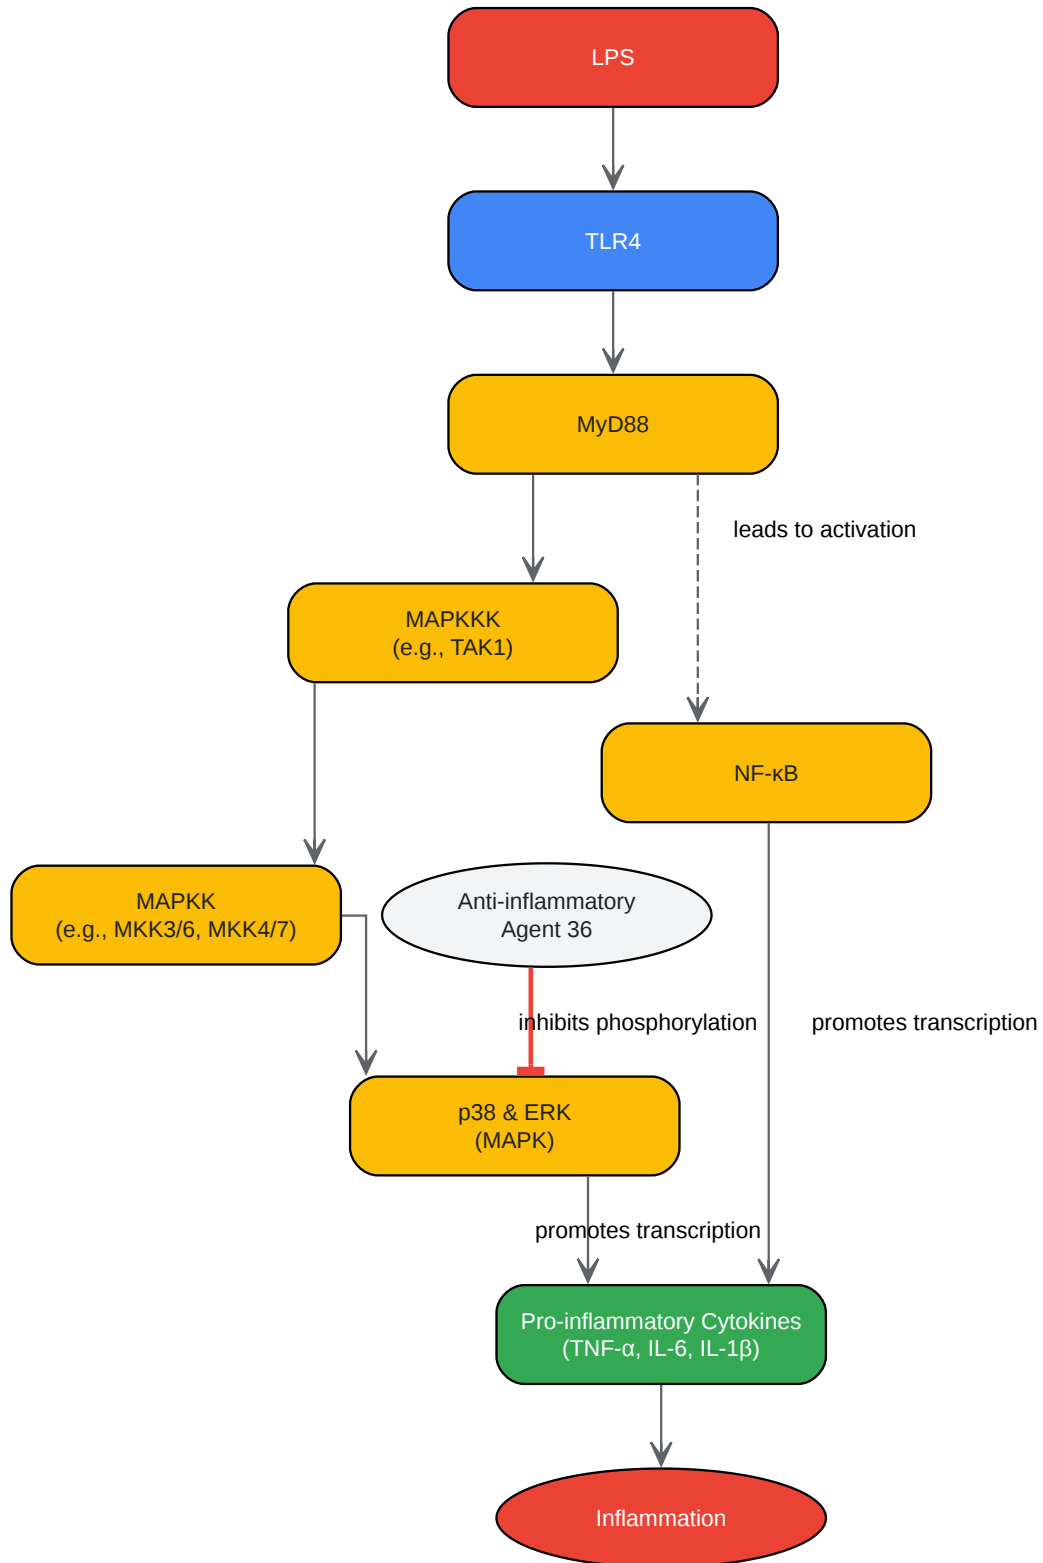 LPS
TLR4
MyD88
leads to activation
MAPKKK
(e.g., TAK1)
NF-κB
MAPKK
(e.g., MKK3/6, MKK4/7)
Anti-inflammatory
Agent 36
inhibits phosphorylation
promotes transcription
p38 & ERK
(MAPK)
promotes transcription
Pro-inflammatory Cytokines
(TNF-α, IL-6, IL-1β)
Inflammation